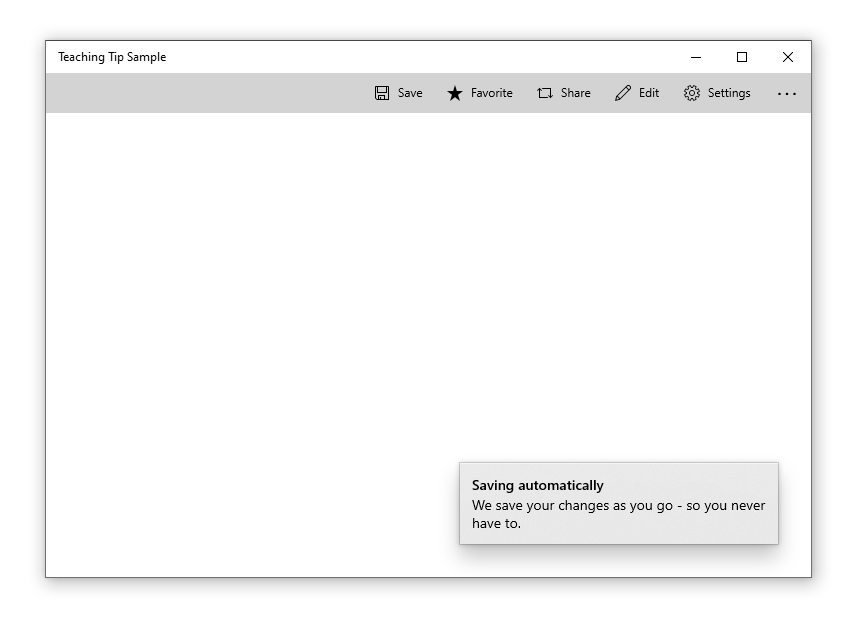 Teaching Tip Sample
Save Favorite Share Edit Settings ···
Saving automatically
We save your changes as you go - so you never
have to.